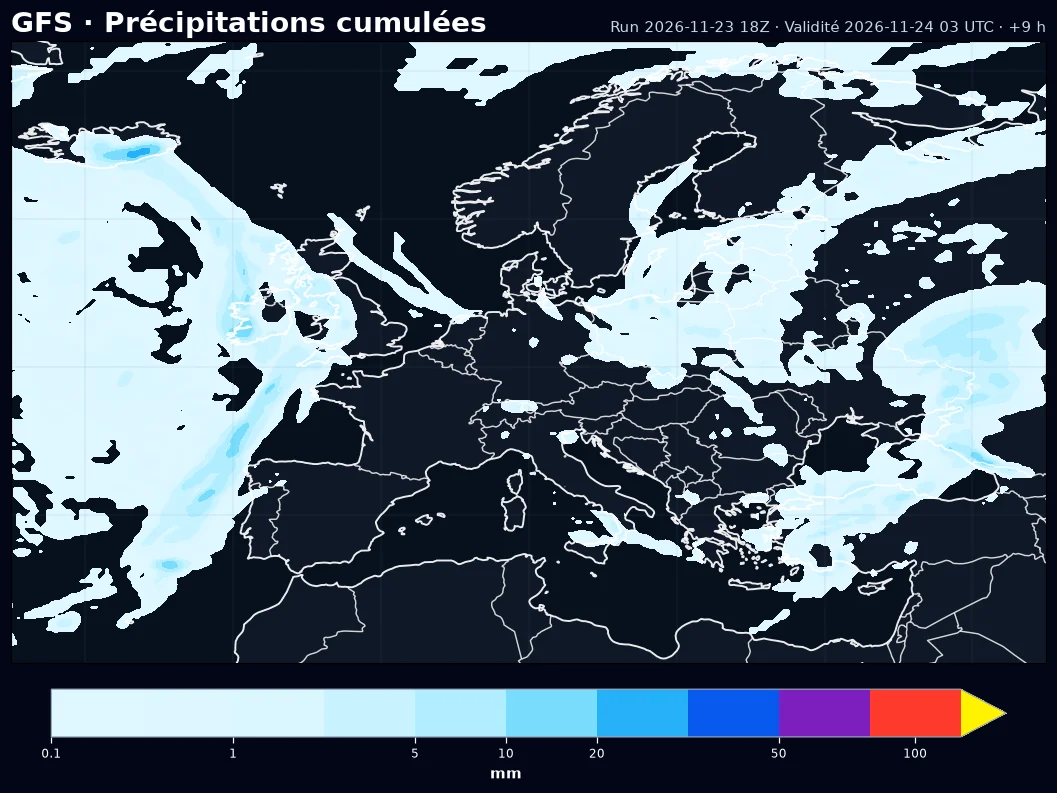 GFS · Précipitations cumulées
Run 2026-11-23 18Z · Validité 2026-11-24 03 UTC · +9 h
0.1 1 5 10 20 50 100
mm